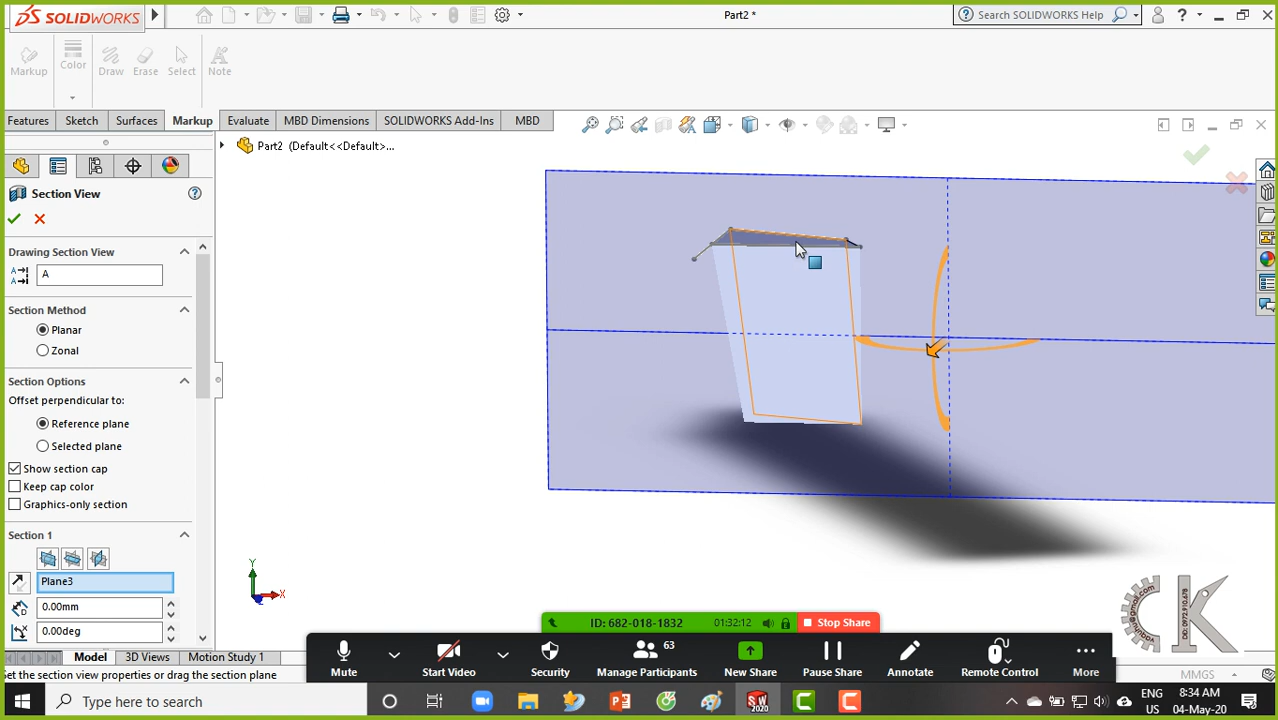 SOLIDWORKS
Part2 *
Search SOLIDWORKS Help
?
Markup
Color
Draw
Erase
Select
Note
Features
Sketch
Surfaces
Markup
Evaluate
MBD Dimensions
SOLIDWORKS Add-Ins
MBD
Part2 (Default<<Default>...
Section View
Drawing Section View
A
Section Method
Planar
Zonal
Section Options
Offset perpendicular to:
Reference plane
Selected plane
Show section cap
Keep cap color
Graphics-only section
Section 1
Plane3
0.00mm
0.00deg
Y
X
Model
3D Views
Motion Study 1
et the section view properties or drag the section plane
MMGS
ID: 682-018-1832
01:32:12
Stop Share
Mute
Start Video
Security
63
Manage Participants
New Share
Pause Share
Annotate
Remote Control
More
CK
Type here to search
SW
2020
ENG
US
8:34 AM
04-May-20